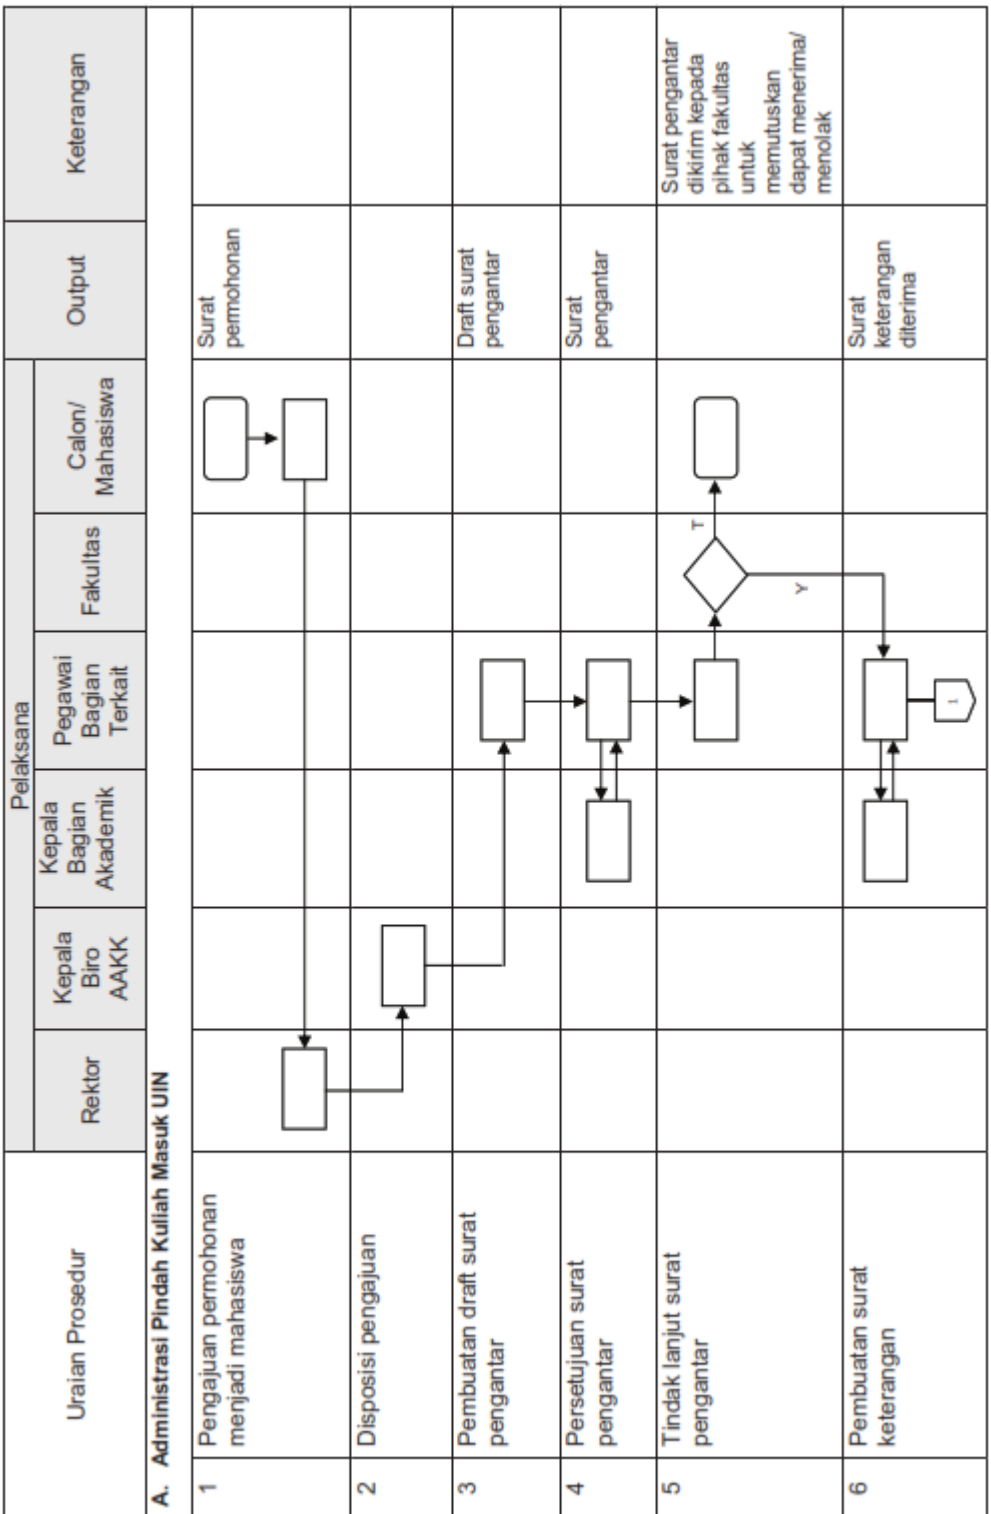 Uraian Prosedur
Pelaksana
Output
Keterangan
Rektor
Kepala
Biro
AAKK
Kepala
Bagian
Akademik
Pegawai
Bagian
Terkait
Fakultas
Calon/
Mahasiswa
A. Administrasi Pindah Kuliah Masuk UIN
1
Pengajuan permohonan
menjadi mahasiswa
Surat
permohonan
2
Disposisi pengajuan
3
Pembuatan draft surat
pengantar
Draft surat
pengantar
4
Persetujuan surat
pengantar
Surat
pengantar
5
Tindak lanjut surat
pengantar
T
Y
Surat pengantar
dikirim kepada
pihak fakultas
untuk
memutuskan
dapat menerima/
menolak
6
Pembuatan surat
keterangan
1
Surat
keterangan
diterima